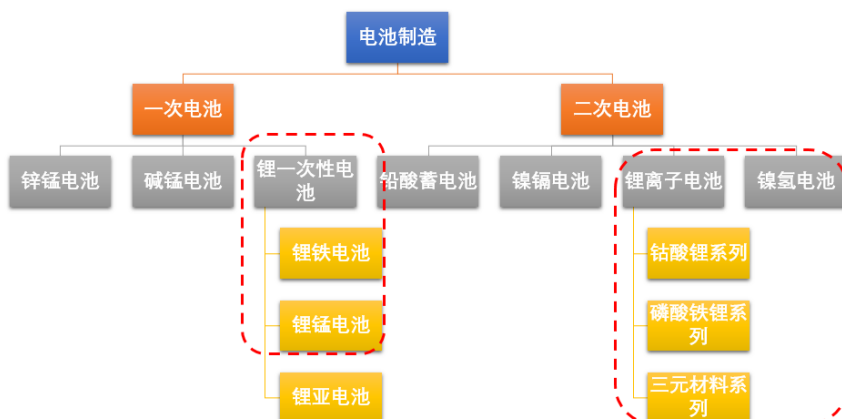 电池制造
一次电池
二次电池
锌锰电池
碱锰电池
锂一次性电
池
铅酸蓄电池
镍镉电池
锂离子电池
镍氢电池
锂铁电池
钴酸锂系列
锂锰电池
磷酸铁锂系
列
锂亚电池
三元材料系
列